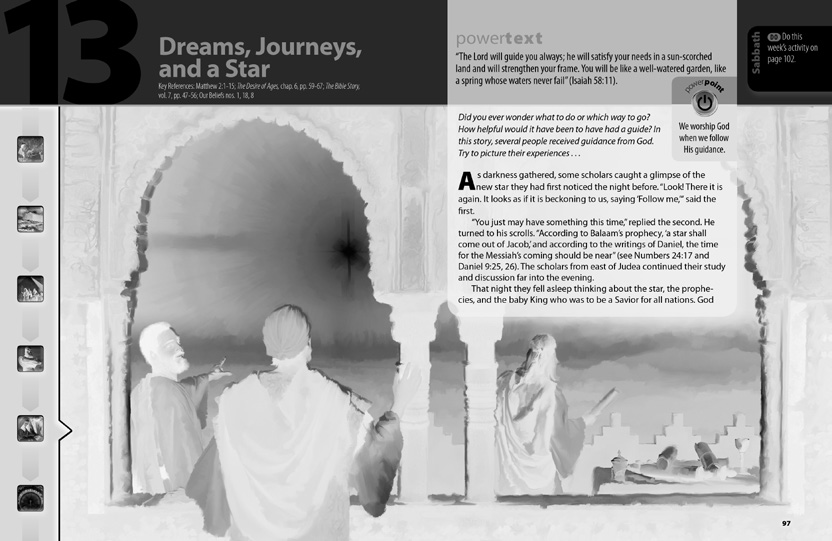 13
Dreams, Journeys,
and a Star
Key References: Matthew 2:1-15; The Desire of Ages, chap. 6, pp. 59-67; The Bible Story,
vol. 7, pp. 47-56; Our Beliefs nos. 1, 18, 8
powertext
“The Lord will guide you always; he will satisfy your needs in a sun-scorched
land and will strengthen your frame. You will be like a well-watered garden, like
a spring whose waters never fail” (Isaiah 58:11).
Sabbath
DO Do this
week’s activity on
page 102.
powerpoint
We worship God
when we follow
His guidance.
Did you ever wonder what to do or which way to go?
How helpful would it have been to have had a guide? In
this story, several people received guidance from God.
Try to picture their experiences . . .
As darkness gathered, some scholars caught a glimpse of the
new star they had first noticed the night before. “Look! There it is
again. It looks as if it is beckoning to us, saying ‘Follow me,’” said the
first.
“You just may have something this time,” replied the second. He
turned to his scrolls. “According to Balaam’s prophecy, ‘a star shall
come out of Jacob,’ and according to the writings of Daniel, the time
for the Messiah’s coming should be near” (see Numbers 24:17 and
Daniel 9:25, 26). The scholars from east of Judea continued their study
and discussion far into the evening.
That night they fell asleep thinking about the star, the prophe-
cies, and the baby King who was to be a Savior for all nations. God
97